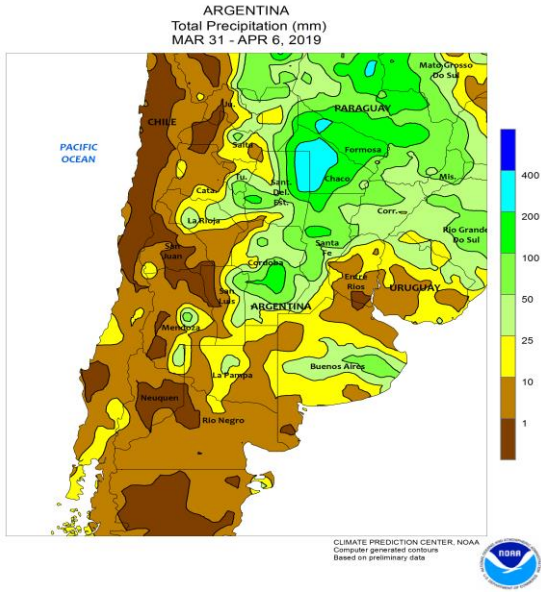 ARGENTINA
Total Precipitation (mm)
MAR 31 - APR 6, 2019
Mato Grosso
Do Sul
Ju.
PARAGUAY
CHILE
PACIFIC
OCEAN
Salta
Formosa
Tu.
Sant.
Del.
Est.
Chaco
Mis.
Cata.
Corr.
La Rioja
Rio Grande
Do Sul
San
Juan
Santa
Fe
Cordoba
Entre
Rios
URUGUAY
San
Luis
ARGENTINA
Mendoza
Buenos Aires
La Pampa
Neuquen
Rio Negro
400
200
100
50
25
10
1
CLIMATE PREDICTION CENTER, NOAA
Computer generated contours
Based on preliminary data
NOAA